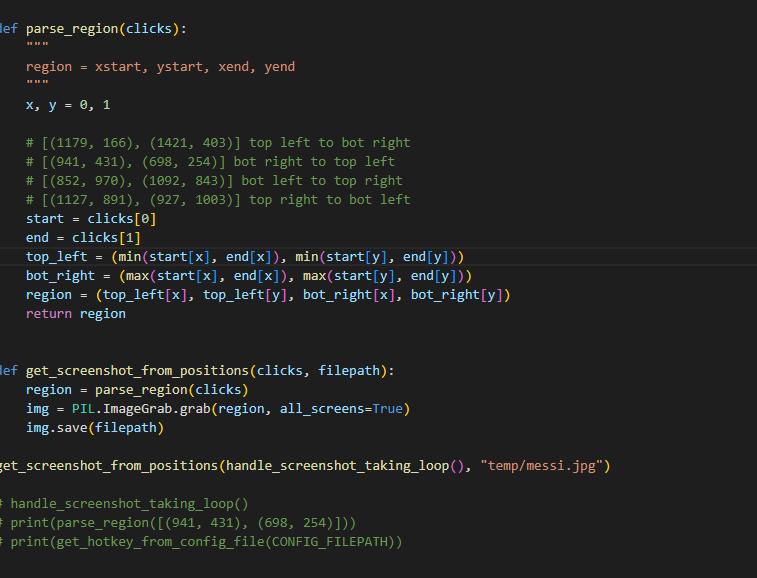 def parse_region(clicks):
    """
    region = xstart, ystart, xend, yend
    """
    x, y = 0, 1

    # [(1179, 166), (1421, 403)] top left to bot right
    # [(941, 431), (698, 254)] bot right to top left
    # [(852, 970), (1092, 843)] bot left to top right
    # [(1127, 891), (927, 1003)] top right to bot left
    start = clicks[0]
    end = clicks[1]
    top_left = (min(start[x], end[x]), min(start[y], end[y]))
    bot_right = (max(start[x], end[x]), max(start[y], end[y]))
    region = (top_left[x], top_left[y], bot_right[x], bot_right[y])
    return region


def get_screenshot_from_positions(clicks, filepath):
    region = parse_region(clicks)
    img = PIL.ImageGrab.grab(region, all_screens=True)
    img.save(filepath)

get_screenshot_from_positions(handle_screenshot_taking_loop(), "temp/messi.jpg")

# handle_screenshot_taking_loop()
# print(parse_region([(941, 431), (698, 254)]))
# print(get_hotkey_from_config_file(CONFIG_FILEPATH))